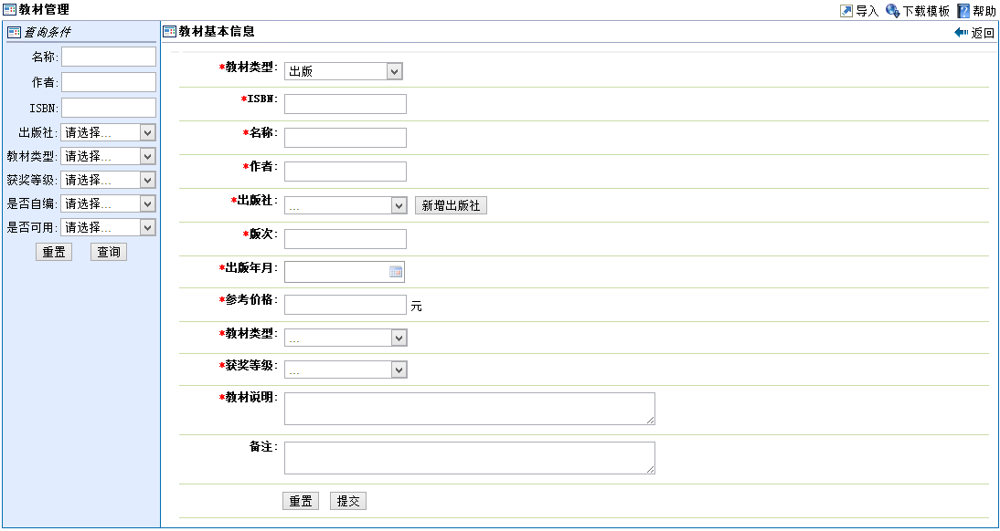 教材管理
导入 下载模板 帮助
查询条件
名称:
作者:
ISBN:
出版社: 请选择...
教材类型: 请选择...
获奖等级: 请选择...
是否自编: 请选择...
是否可用: 请选择...
重置 查询
教材基本信息
返回
*教材类型: 出版
*ISBN:
*名称:
*作者:
*出版社: ... 新增出版社
*版次:
*出版年月:
*参考价格: 元
*教材类型: ...
*获奖等级: ...
*教材说明:
备注:
重置 提交